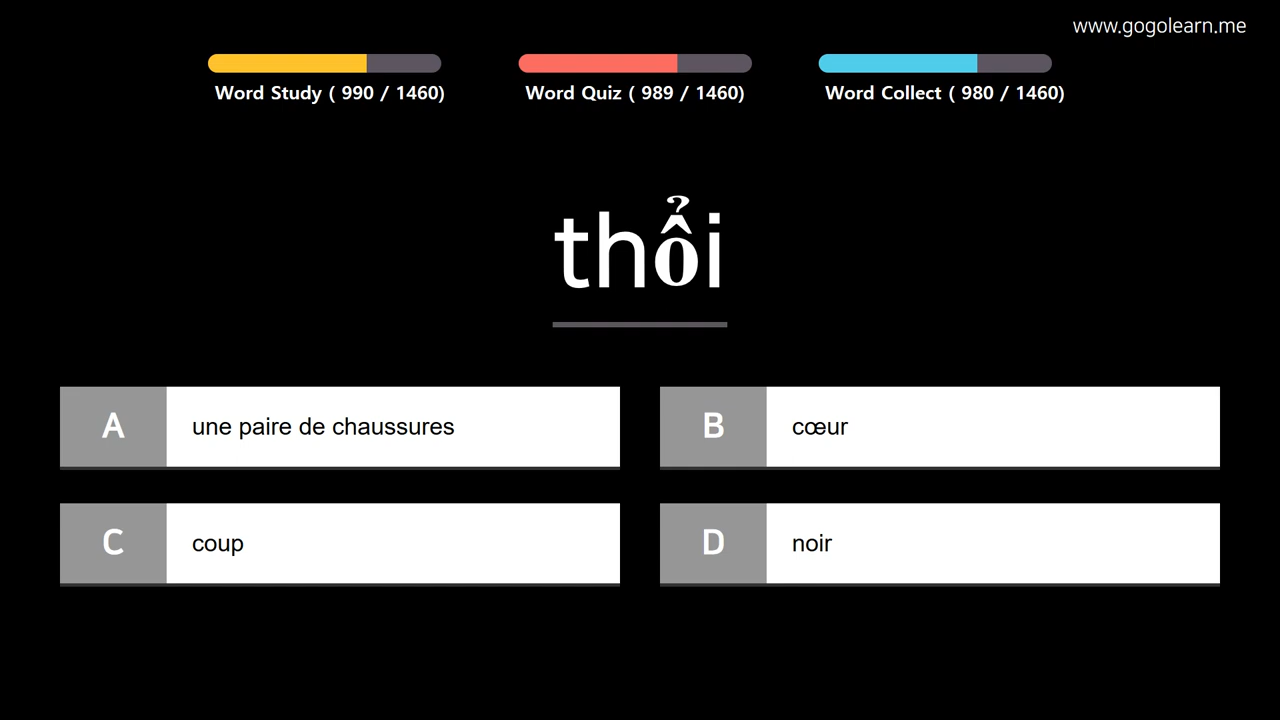 www.gogolearn.me
Word Study ( 990 / 1460)
Word Quiz ( 989 / 1460)
Word Collect ( 980 / 1460)
thổi
A
une paire de chaussures
B
cœur
C
coup
D
noir